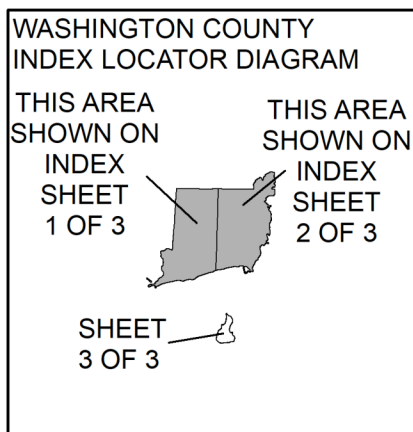 WASHINGTON COUNTY
INDEX LOCATOR DIAGRAM
THIS AREA
SHOWN ON
INDEX
SHEET
1 OF 3
THIS AREA
SHOWN ON
INDEX
SHEET
2 OF 3
SHEET
3 OF 3